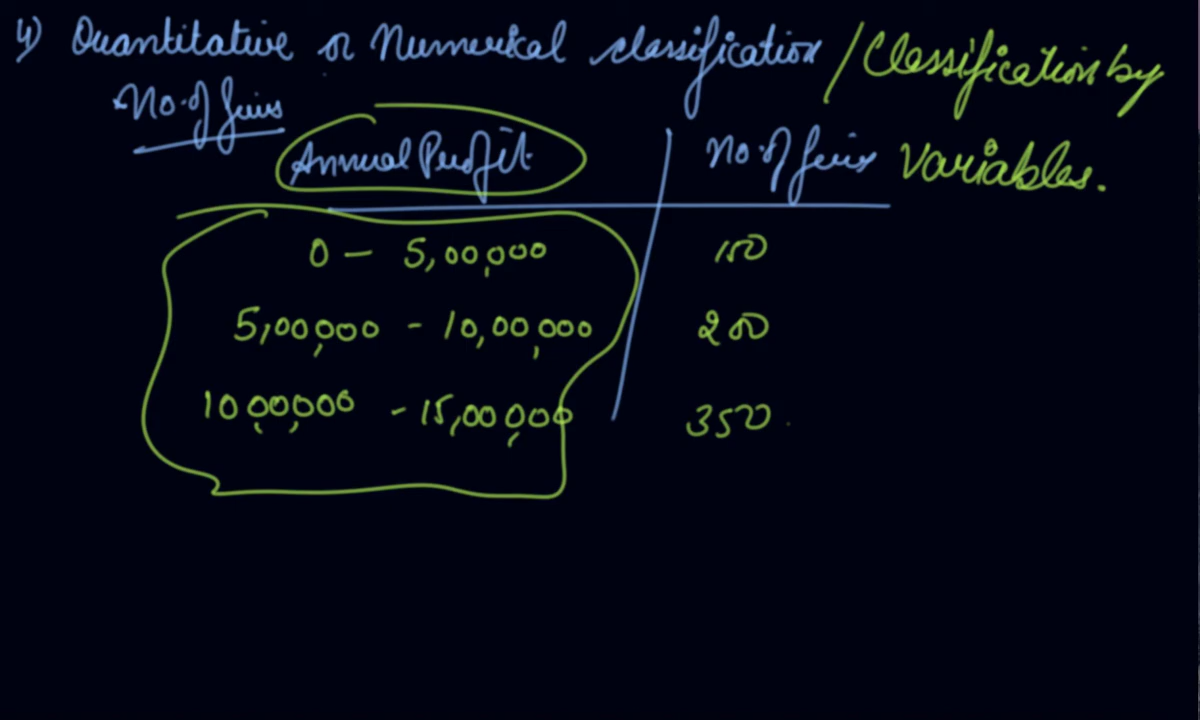 4) Quantitative or Numerical classification / Classification by Variables.
No. of firms
Annual Profit No. of firms
0 - 5,00,000 150
5,00,000 - 10,00,000 200
10,00,000 - 15,00,000 350